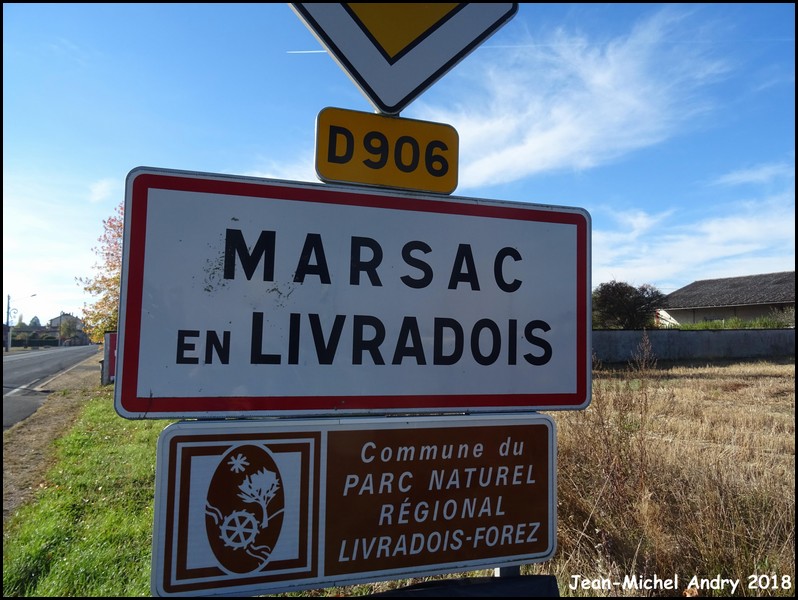 D906
MARSAC
EN LIVRADOIS
Commune du
PARC NATUREL
RÉGIONAL
LIVRADOIS-FOREZ
Jean-Michel Andry 2018